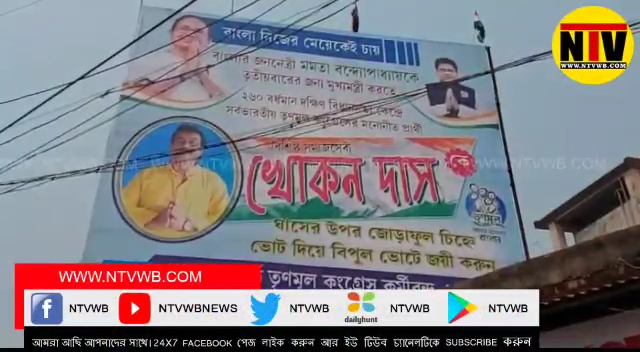 বাংলা নিজের মেয়েকেই চায়
বাংলার জননেত্রী মমতা বন্দ্যোপাধ্যায়কে
তৃতীয়বারের জন্য মুখ্যমন্ত্রী করতে
২৬০ বর্ধমান দক্ষিণ বিধানসভা কেন্দ্রে
সর্বভারতীয় তৃণমূল কংগ্রেসের মনোনীত প্রার্থী
বিশিষ্ট সমাজসেবী
খোকন দাস কে
ঘাসের উপর জোড়াফুল চিহ্নে
ভোট দিয়ে বিপুল ভোটে জয়ী করুন
তৃণমূল কংগ্রেস কর্মীবৃন্দ
তৃণমূল
NTV
WWW.NTVWB.COM
WWW.NTVWB.COM
NTVWB
NTVWBNEWS
NTVWB
dailyhunt
NTVWB
NTVWB
আমরা আছি আপনাদের সাথে। 24X7 FACEBOOK পেজ লাইক করুন আর ইউ টিউব চ্যানেলটিকে SUBSCRIBE করুন